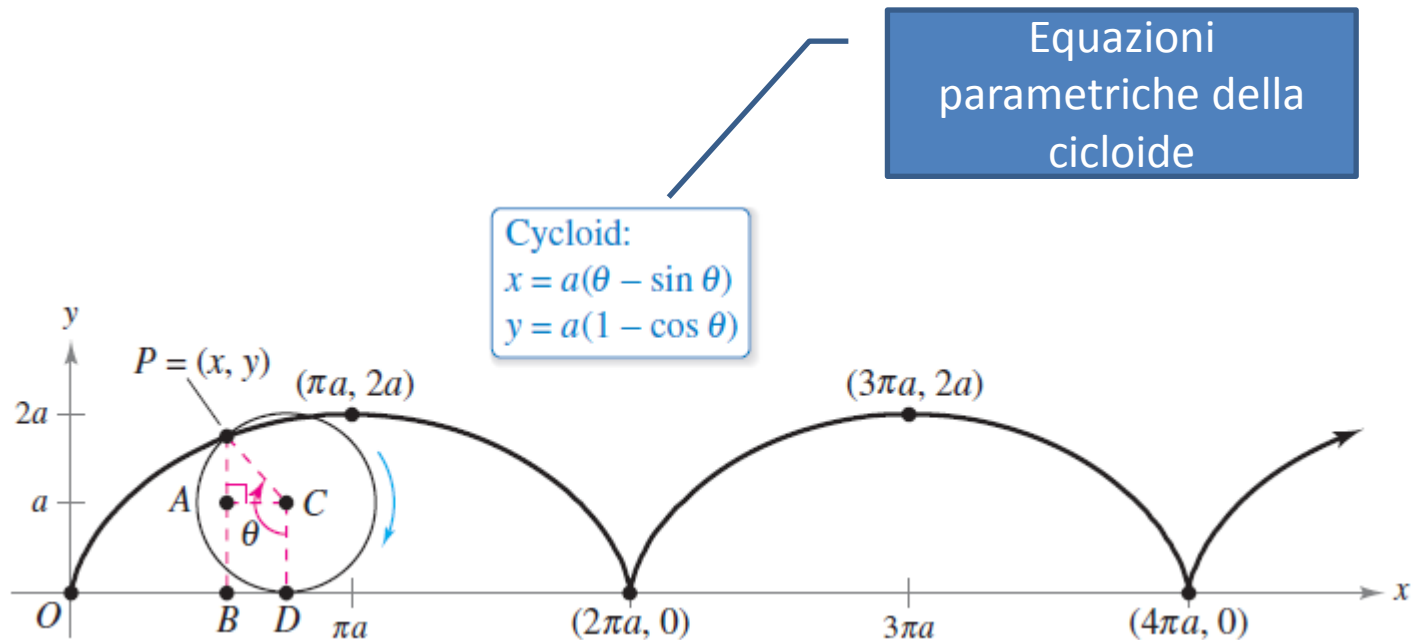 Equazioni
parametriche della
cicloide
Cycloid:
x = a(θ – sin θ)
y = a(1 – cos θ)
y
P = (x, y)
(πa, 2a)
(3πa, 2a)
2a
a
A
C
θ
O
B
D
πa
(2πa, 0)
3πa
(4πa, 0)
x